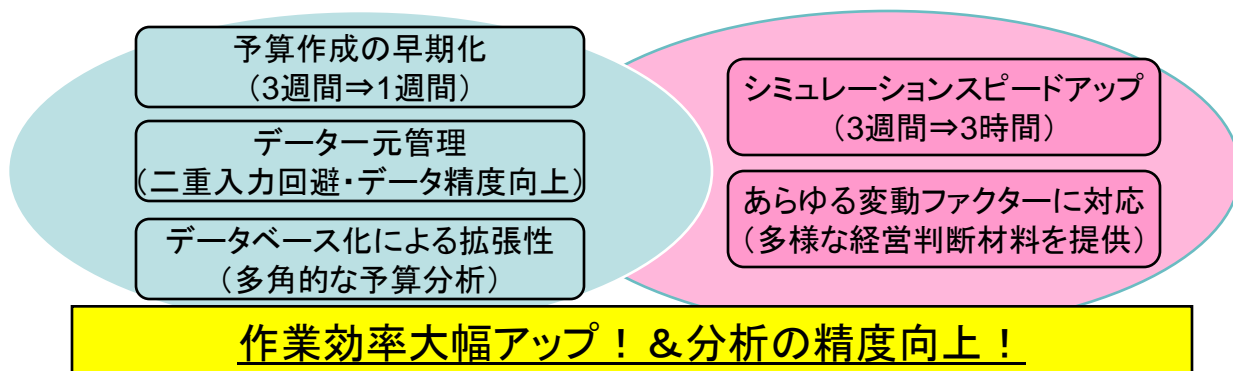 予算作成の早期化
（3週間⇒1週間）
データ一元管理
（二重入力回避・データ精度向上）
データベース化による拡張性
（多角的な予算分析）
シミュレーションスピードアップ
（3週間⇒3時間）
あらゆる変動ファクターに対応
（多様な経営判断材料を提供）
作業効率大幅アップ！＆分析の精度向上！